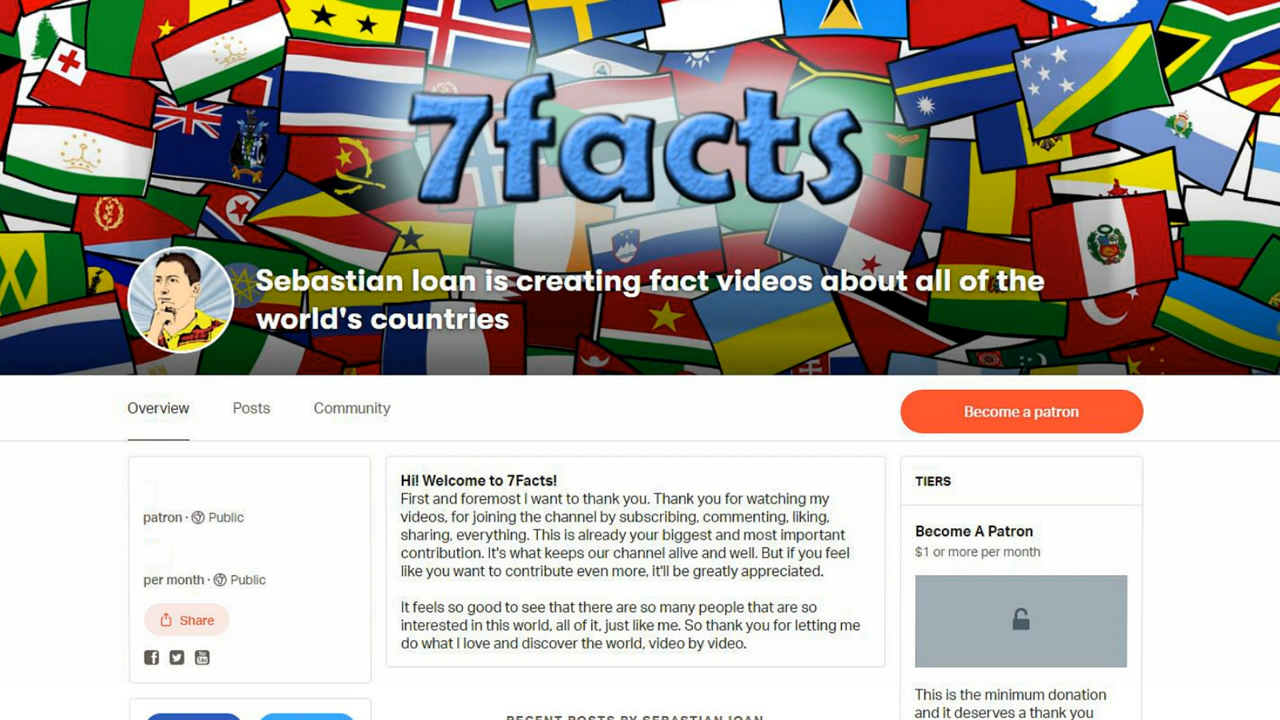 7facts
Sebastian Ioan is creating fact videos about all of the
world's countries
Overview
Posts
Community
Become a patron
patron · Public
per month · Public
Share
Hi! Welcome to 7Facts!
First and foremost I want to thank you. Thank you for watching my
videos, for joining the channel by subscribing, commenting, liking,
sharing, everything. This is already your biggest and most important
contribution. It's what keeps our channel alive and well. But if you feel
like you want to contribute even more, it'll be greatly appreciated.
It feels so good to see that there are so many people that are so
interested in this world, all of it, just like me. So thank you for letting me
do what I love and discover the world, video by video.
RECENT POSTS BY SEBASTIAN IOAN
TIERS
Become A Patron
$1 or more per month
This is the minimum donation
and it deserves a thank you